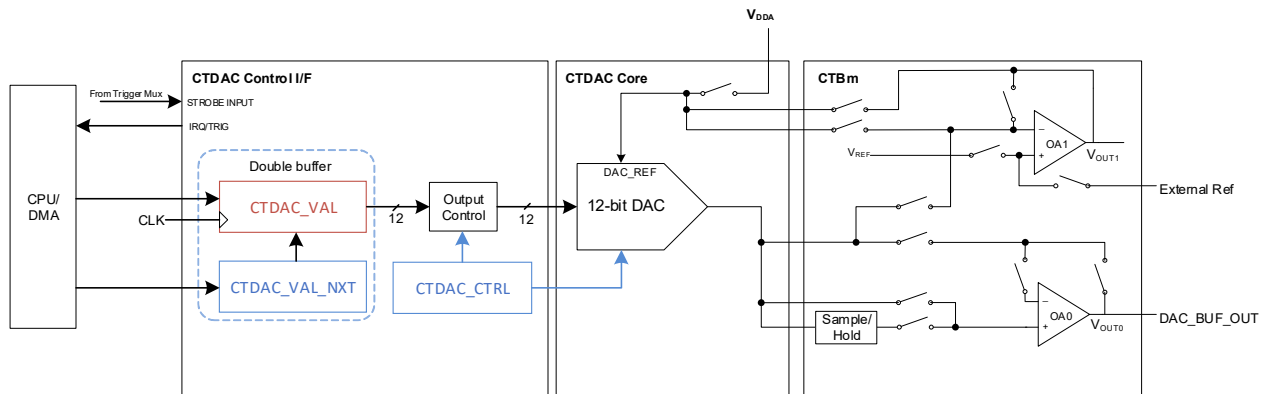 VDDA
CTDAC Control I/F
CTDAC Core
CTBm
From Trigger Mux
STROBE INPUT
IRQ/TRIG
Double buffer
CPU/
DMA
CLK
CTDAC_VAL
12
Output
Control
12
DAC_REF
12-bit DAC
CTDAC_VAL_NXT
CTDAC_CTRL
VREF
−
+
OA1
VOUT1
External Ref
Sample/
Hold
−
+
OA0
VOUT0
DAC_BUF_OUT